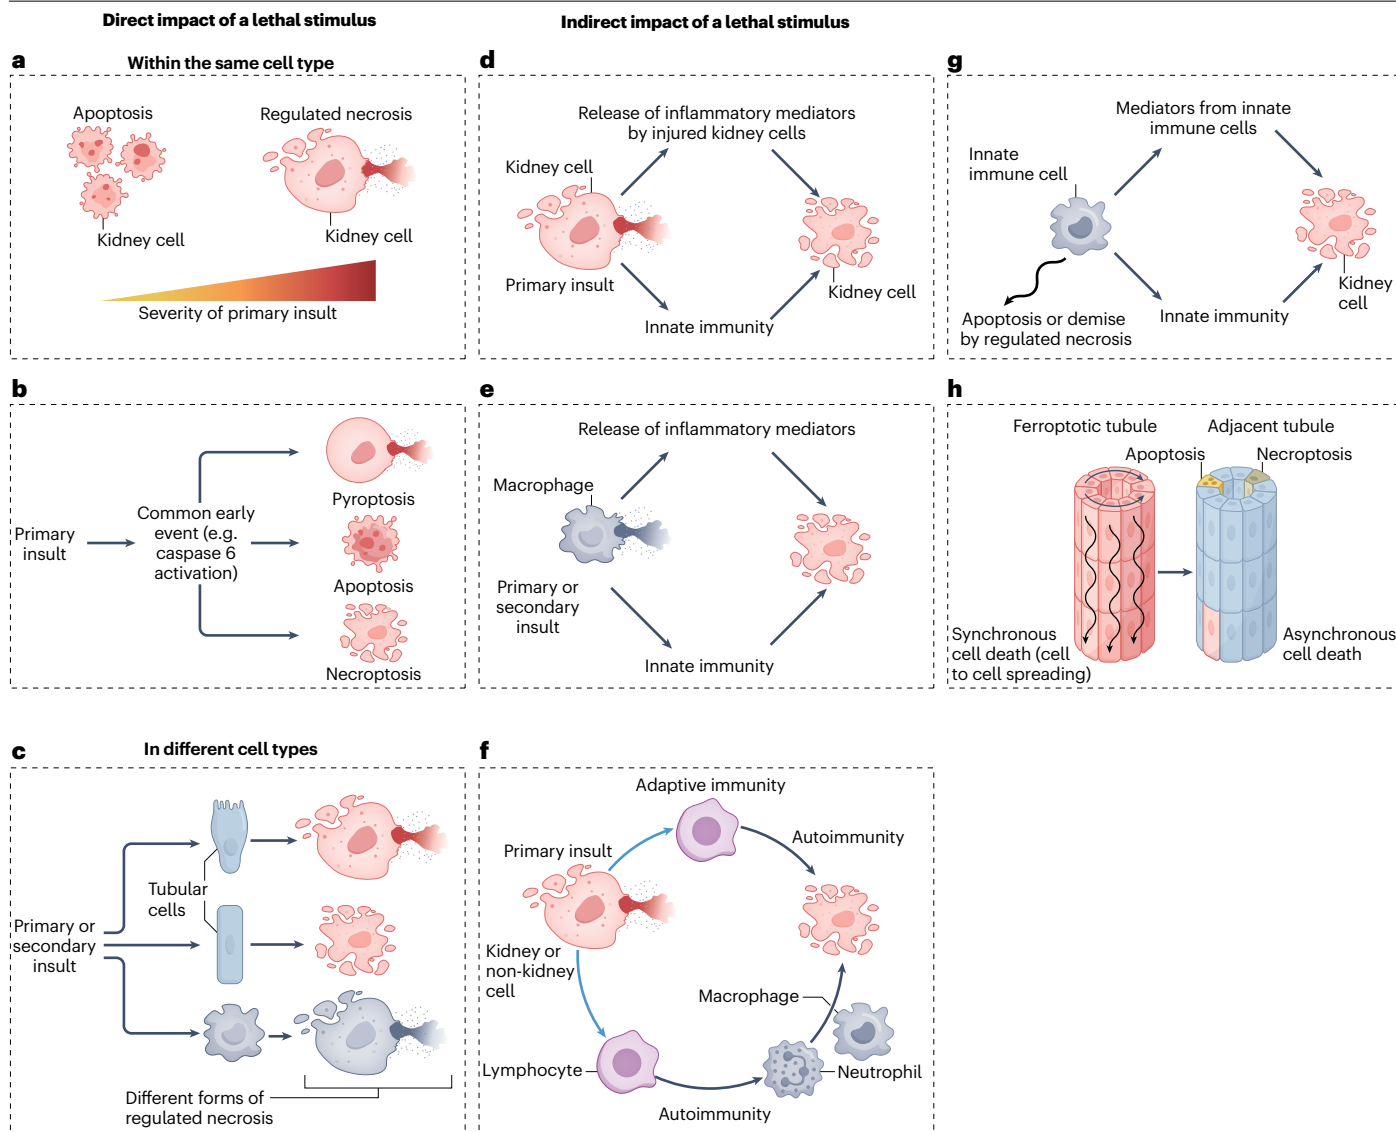 Direct impact of a lethal stimulus
Indirect impact of a lethal stimulus
a
Within the same cell type
Apoptosis
Regulated necrosis
Kidney cell
Kidney cell
Severity of primary insult
b
Primary
insult
Common early
event (e.g.
caspase 6
activation)
Pyroptosis
Apoptosis
Necroptosis
c
In different cell types
Primary or
secondary
insult
Tubular
cells
Different forms of
regulated necrosis
d
Release of inflammatory mediators
by injured kidney cells
Kidney cell
Primary insult
Kidney cell
Innate immunity
e
Release of inflammatory mediators
Macrophage
Primary or
secondary
insult
Innate immunity
f
Adaptive immunity
Autoimmunity
Primary insult
Kidney or
non-kidney
cell
Macrophage
Lymphocyte
Neutrophil
Autoimmunity
g
Mediators from innate
immune cells
Innate
immune cell
Kidney
cell
Apoptosis or demise
by regulated necrosis
Innate immunity
h
Ferroptotic tubule
Adjacent tubule
Apoptosis
Necroptosis
Synchronous
cell death (cell
to cell spreading)
Asynchronous
cell death